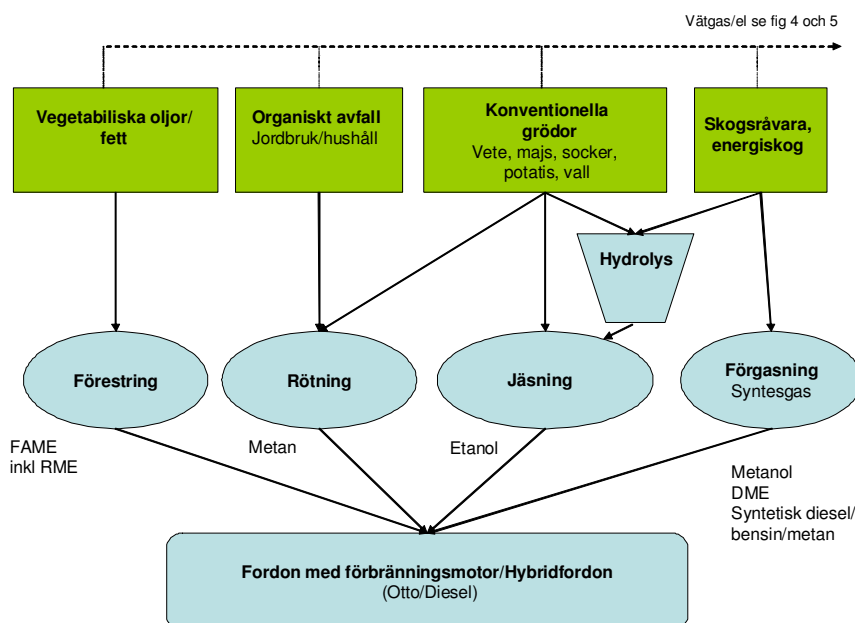 Vätgas/el se fig 4 och 5
Vegetabiliska oljor/
fett
Organiskt avfall
Jordbruk/hushåll
Konventionella
grödor
Vete, majs, socker,
potatis, vall
Skogsråvara,
energiskog
Hydrolys
Förestring
Rötning
Jäsning
Förgasning
Syntesgas
FAME
inkl RME
Metan
Etanol
Metanol
DME
Syntetisk diesel/
bensin/metan
Fordon med förbränningsmotor/Hybridfordon
(Otto/Diesel)